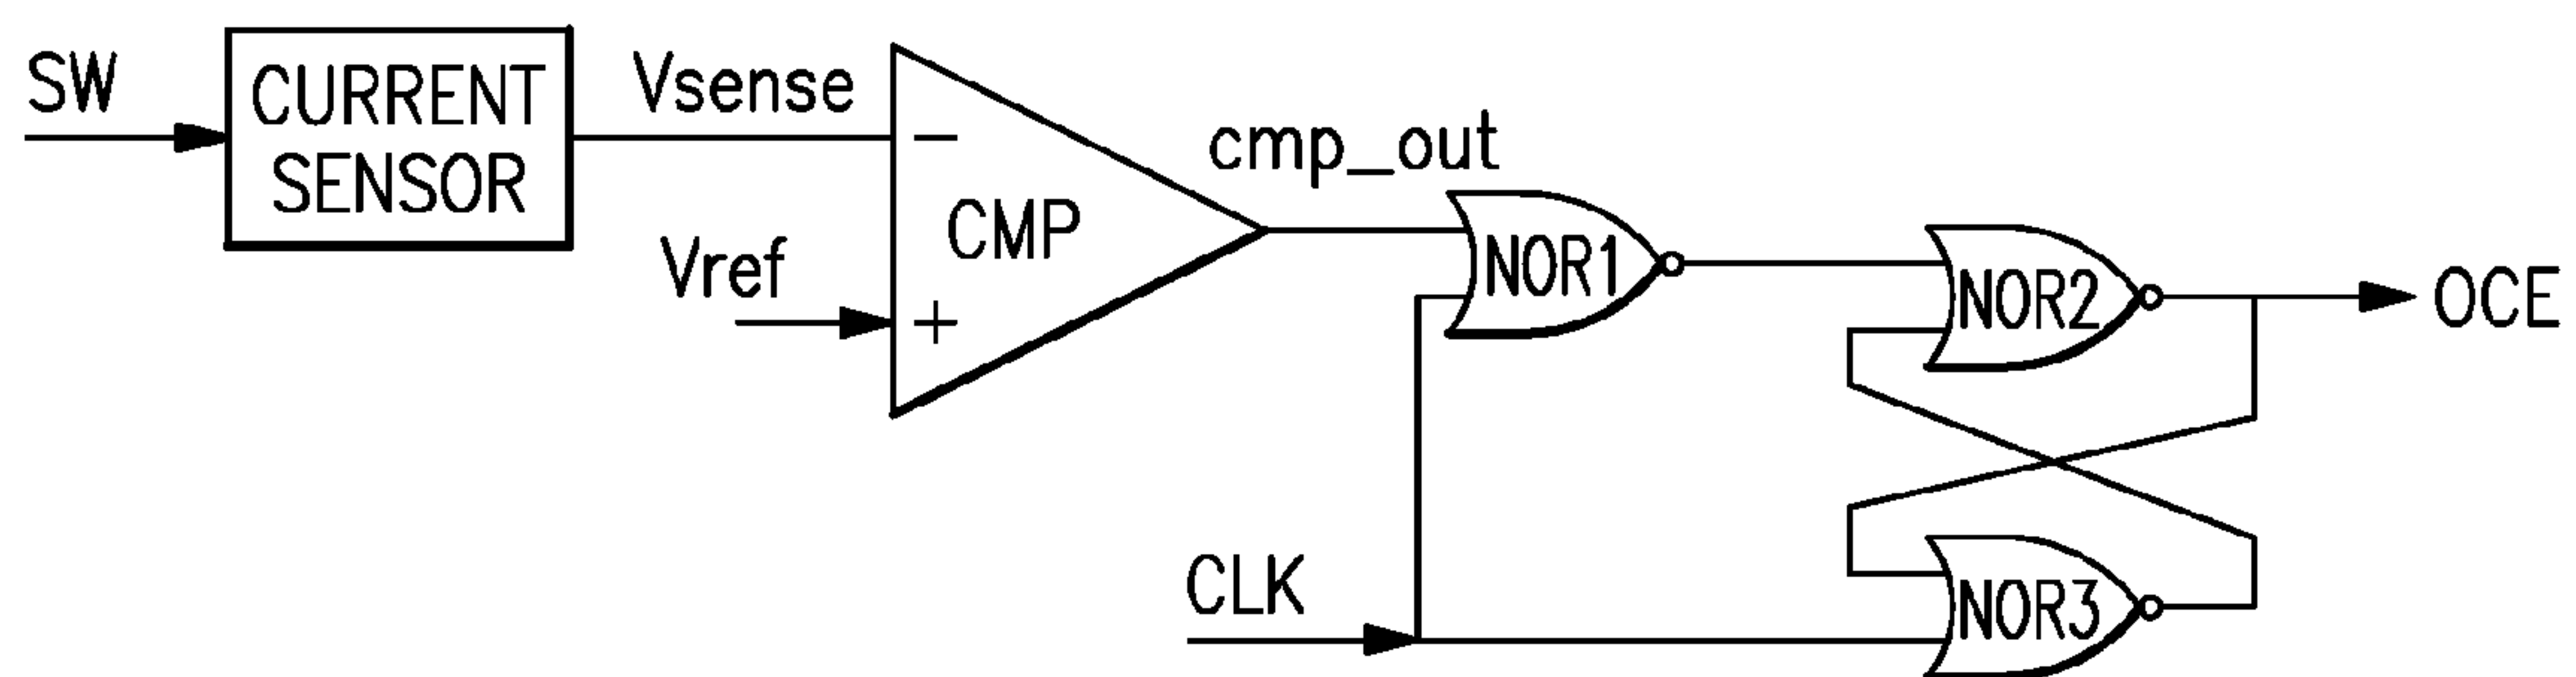 SW
CURRENT
SENSOR
Vsense
−
Vref
+
CMP
cmp_out
NOR1
NOR2
OCE
CLK
NOR3